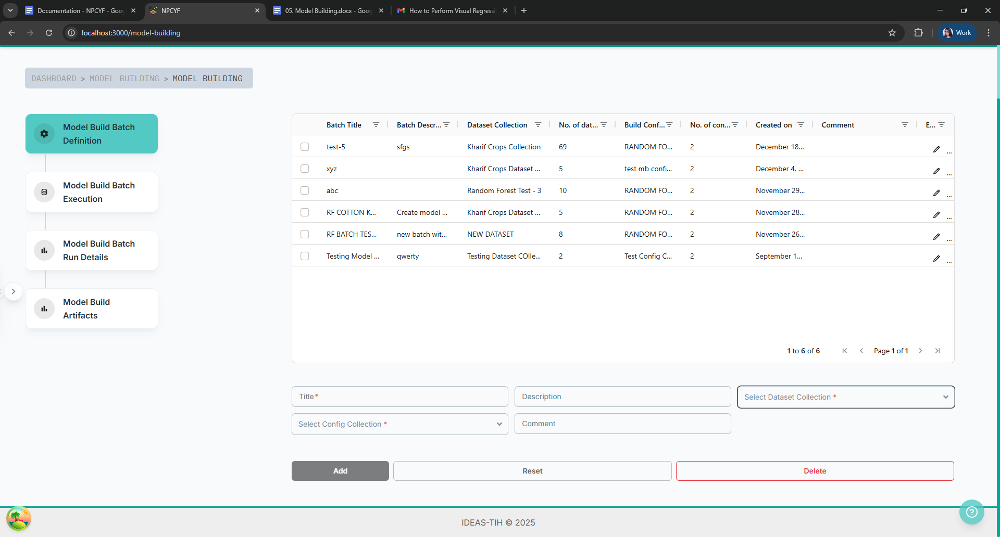 Documentation - NPCYF - Goog
NPCYF
05. Model Building.docx - Goog
How to Perform Visual Regressi
localhost:3000/model-building
Work
DASHBOARD > MODEL BUILDING > MODEL BUILDING
Model Build Batch
Definition
Model Build Batch
Execution
Model Build Batch
Run Details
Model Build
Artifacts
Batch Title Batch Descr... Dataset Collection No. of dat... Build Conf... No. of con... Created on Comment E...
test-5 sfgs Kharif Crops Collection 69 RANDOM FO... 2 December 18... ...
xyz Kharif Crops Dataset ... 5 test mb confi... 2 December 4, ... ...
abc Random Forest Test - 3 10 RANDOM FO... 2 November 29... ...
RF COTTON K... Create model ... Kharif Crops Dataset ... 5 RANDOM FO... 2 November 28... ...
RF BATCH TES... new batch wit... NEW DATASET 8 RANDOM FO... 2 November 26... ...
Testing Model ... qwerty Testing Dataset COlle... 2 Test Config C... 2 September 1... ...
1 to 6 of 6 Page 1 of 1
Title* Description Select Dataset Collection *
Select Config Collection * Comment
Add Reset Delete
IDEAS-TIH © 2025